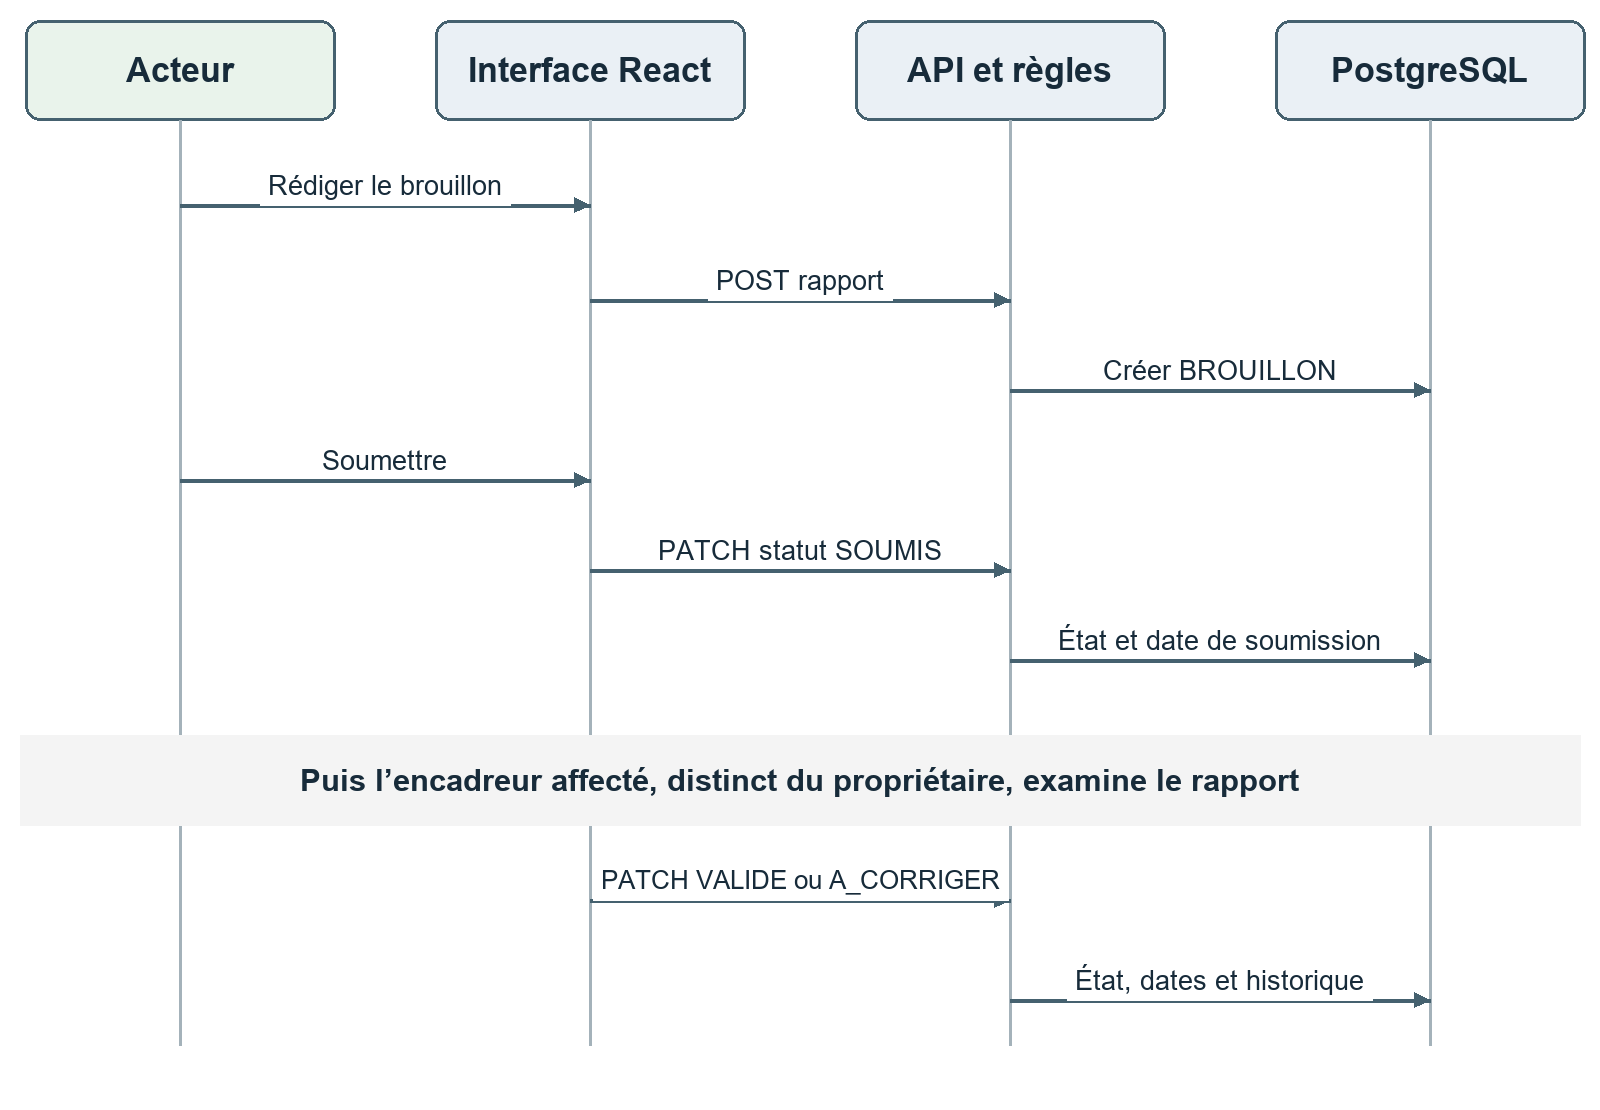 Acteur
Interface React
API et règles
PostgreSQL
Rédiger le brouillon
POST rapport
Créer BROUILLON
Soumettre
PATCH statut SOUMIS
État et date de soumission
Puis l’encadreur affecté, distinct du propriétaire, examine le rapport
PATCH VALIDE ou A_CORRIGER
État, dates et historique